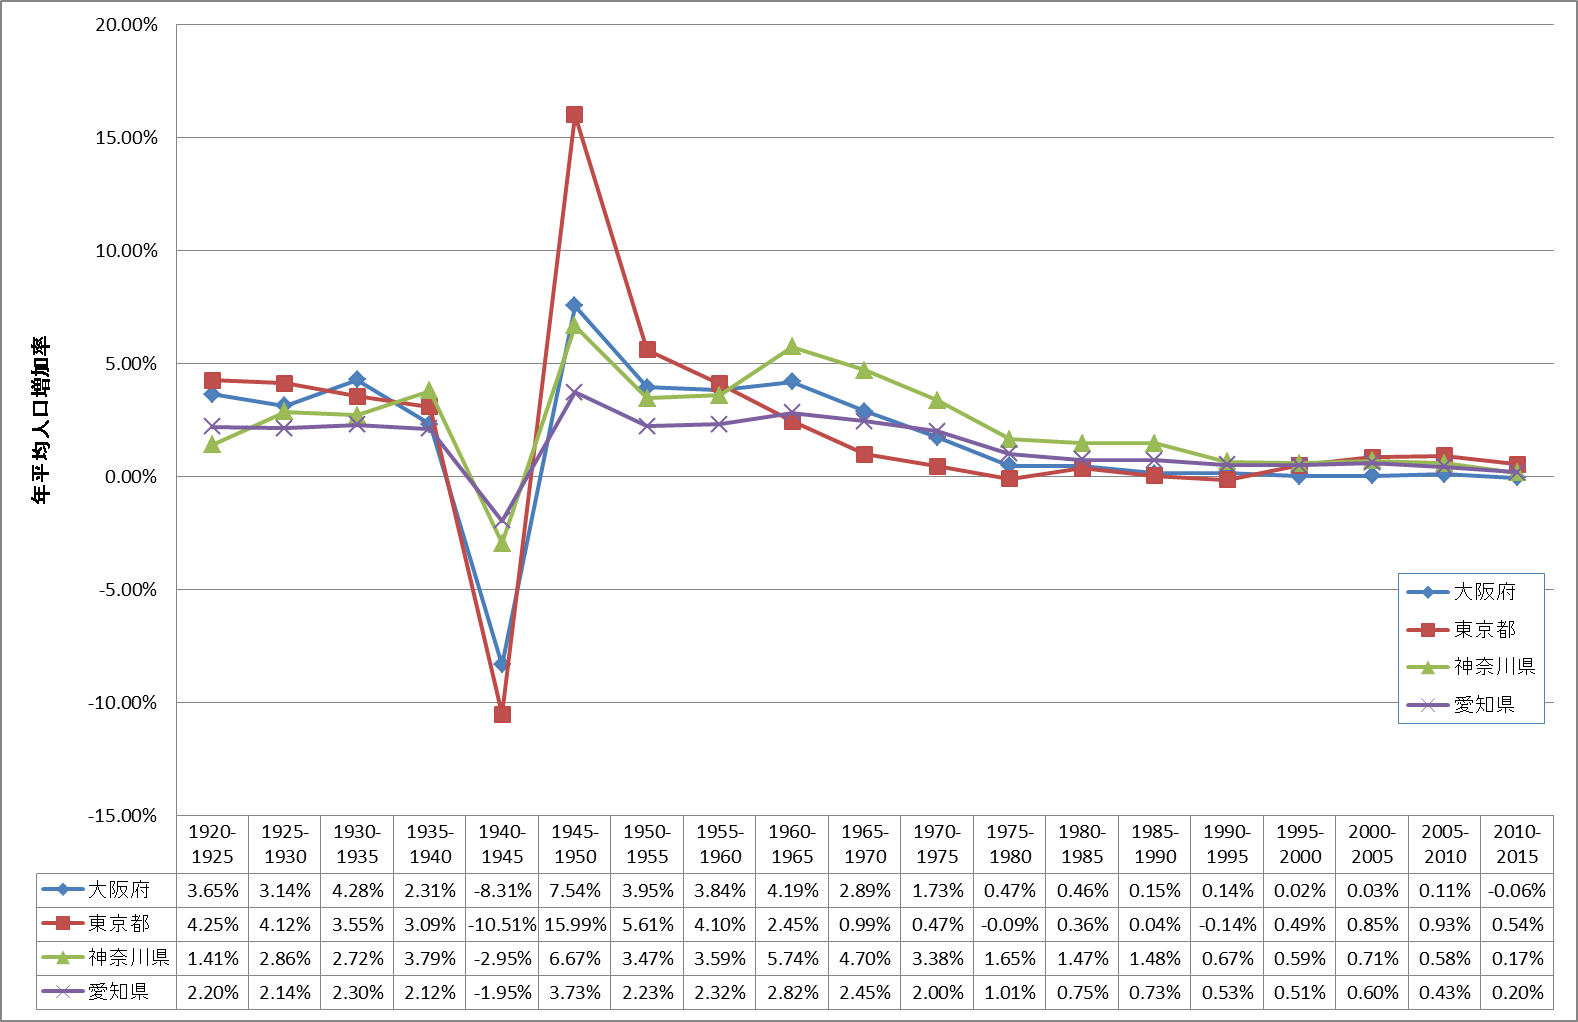 20.00%
15.00%
10.00%
5.00%
0.00%
-5.00%
-10.00%
-15.00%
年平均人口増加率
大阪府
東京都
神奈川県
愛知県
1920-1925 1925-1930 1930-1935 1935-1940 1940-1945 1945-1950 1950-1955 1955-1960 1960-1965 1965-1970 1970-1975 1975-1980 1980-1985 1985-1990 1990-1995 1995-2000 2000-2005 2005-2010 2010-2015
大阪府 3.65% 3.14% 4.28% 2.31% -8.31% 7.54% 3.95% 3.84% 4.19% 2.89% 1.73% 0.47% 0.46% 0.15% 0.14% 0.02% 0.03% 0.11% -0.06%
東京都 4.25% 4.12% 3.55% 3.09% -10.51% 15.99% 5.61% 4.10% 2.45% 0.99% 0.47% -0.09% 0.36% 0.04% -0.14% 0.49% 0.85% 0.93% 0.54%
神奈川県 1.41% 2.86% 2.72% 3.79% -2.95% 6.67% 3.47% 3.59% 5.74% 4.70% 3.38% 1.65% 1.47% 1.48% 0.67% 0.59% 0.71% 0.58% 0.17%
愛知県 2.20% 2.14% 2.30% 2.12% -1.95% 3.73% 2.23% 2.32% 2.82% 2.45% 2.00% 1.01% 0.75% 0.73% 0.53% 0.51% 0.60% 0.43% 0.20%